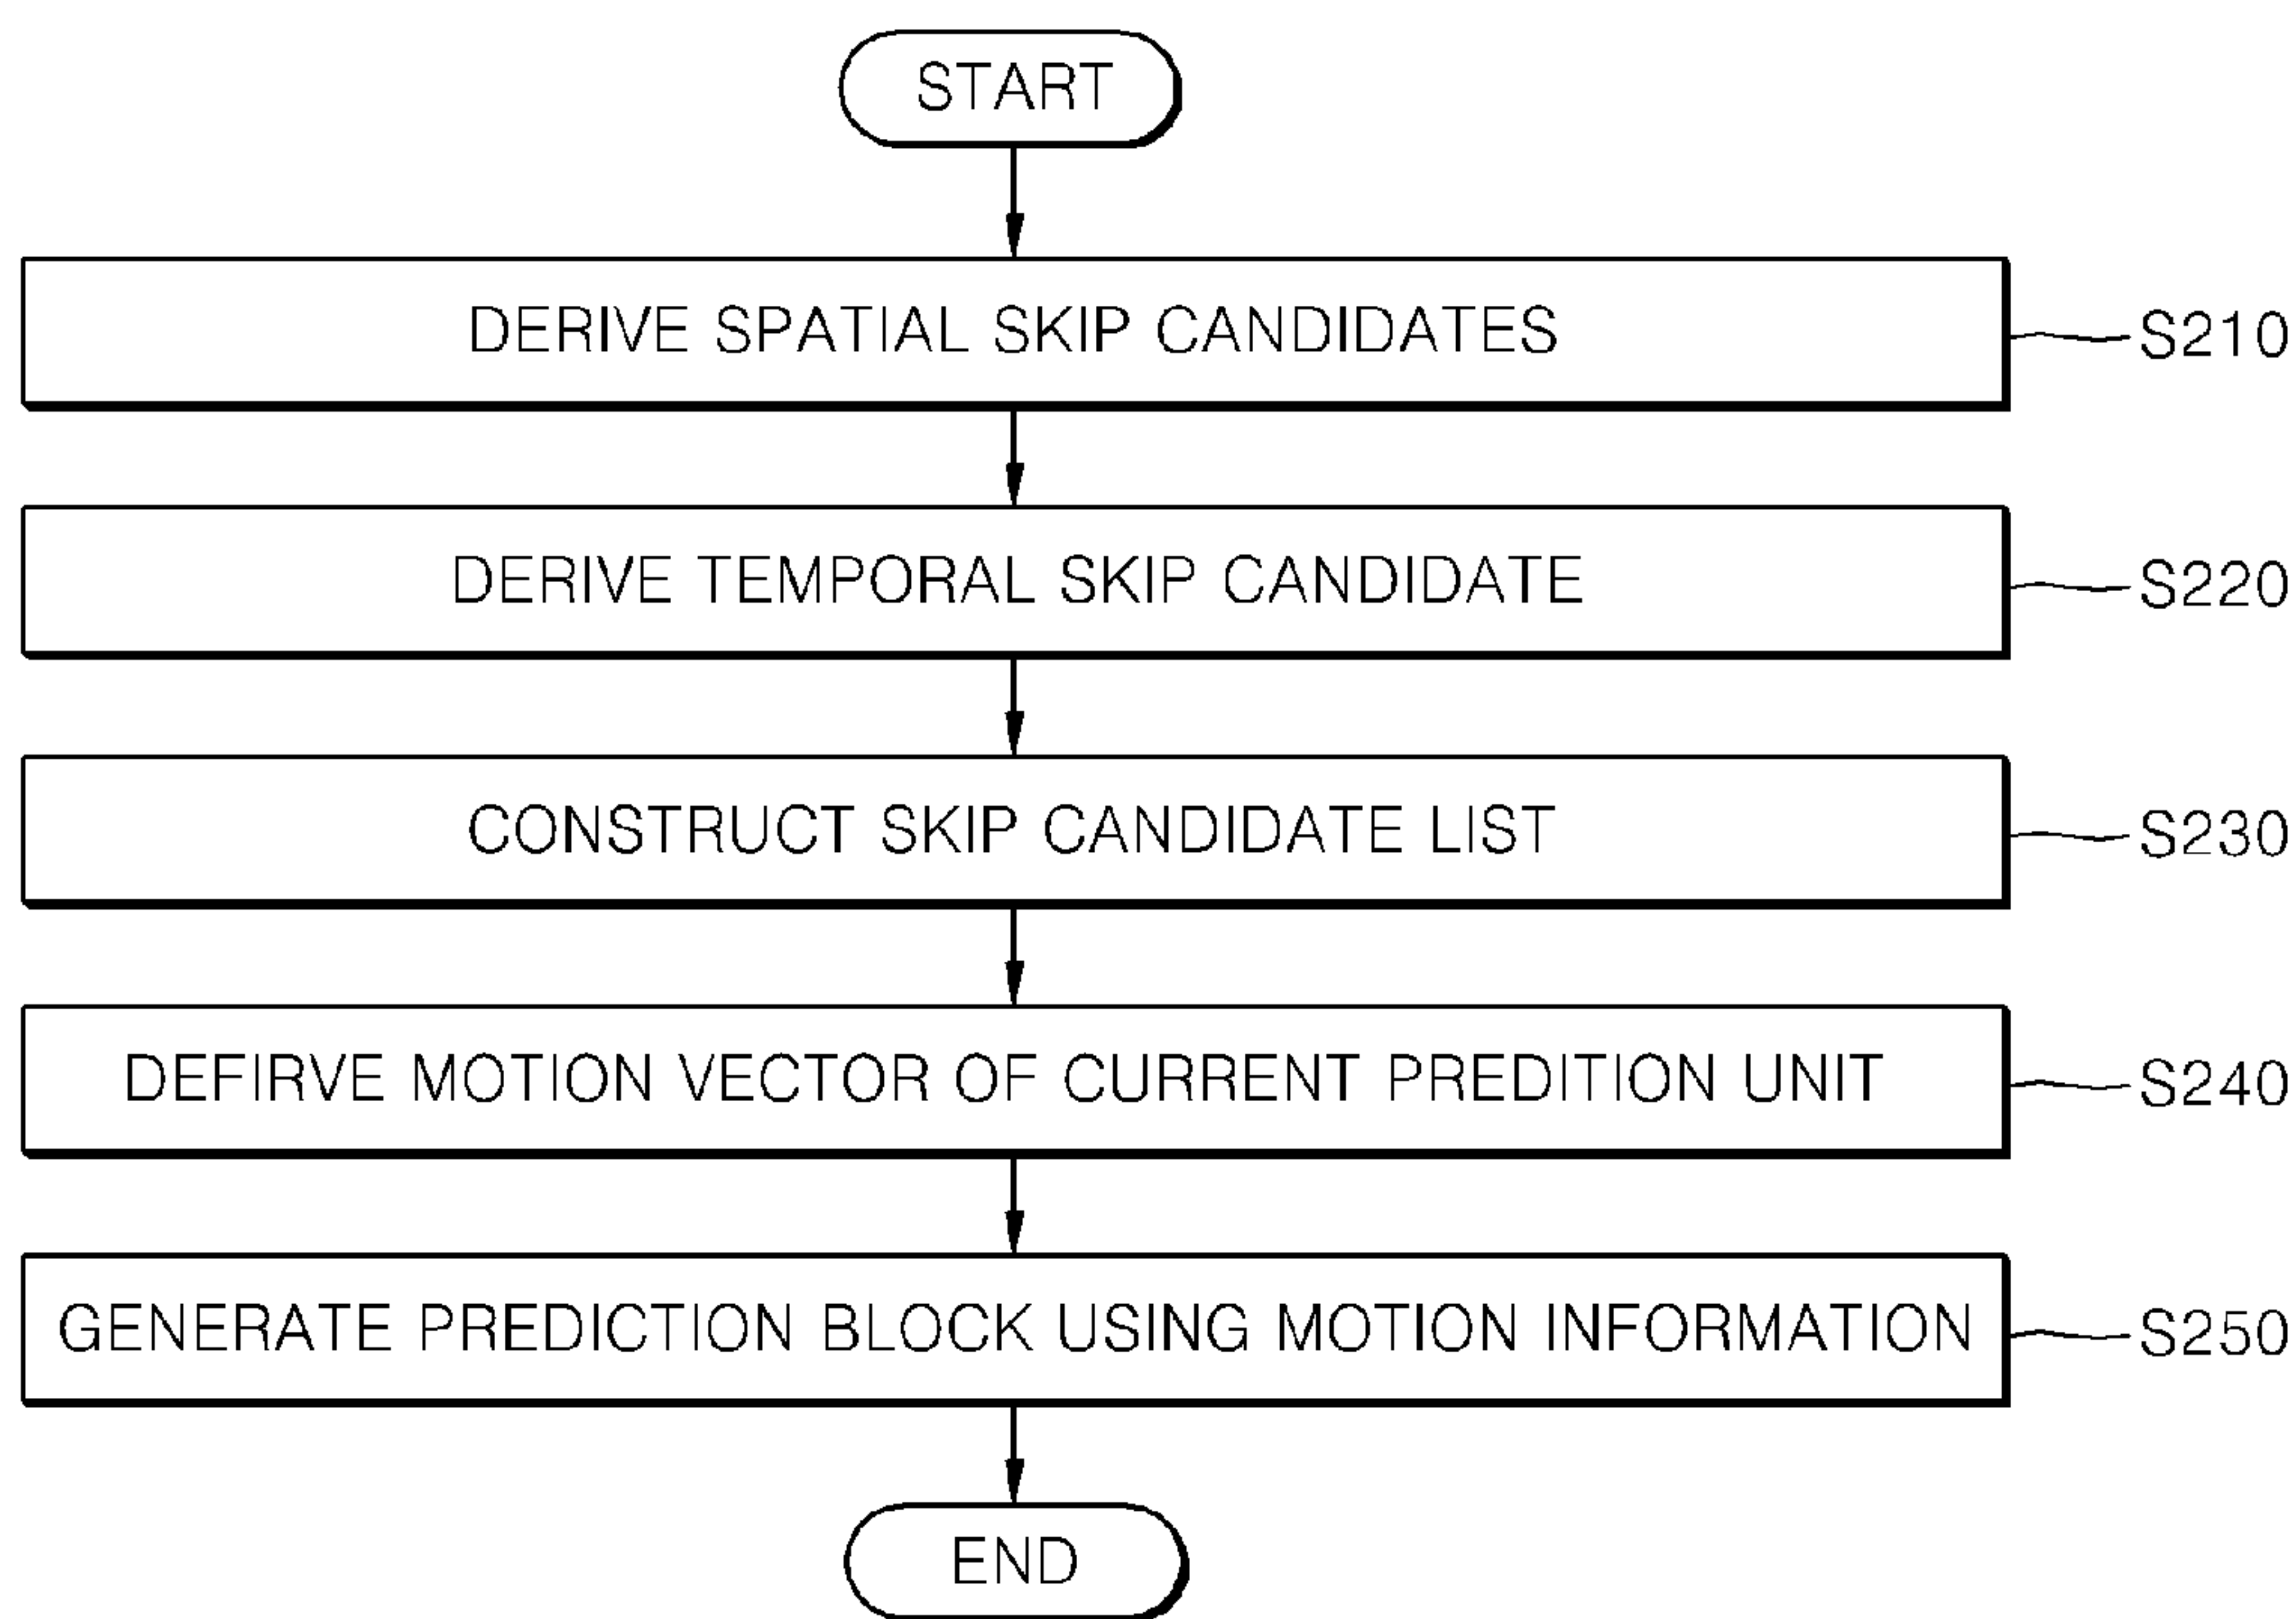 START
DERIVE SPATIAL SKIP CANDIDATES
S210
DERIVE TEMPORAL SKIP CANDIDATE
S220
CONSTRUCT SKIP CANDIDATE LIST
S230
DEFIRVE MOTION VECTOR OF CURRENT PREDITION UNIT
S240
GENERATE PREDICTION BLOCK USING MOTION INFORMATION
S250
END